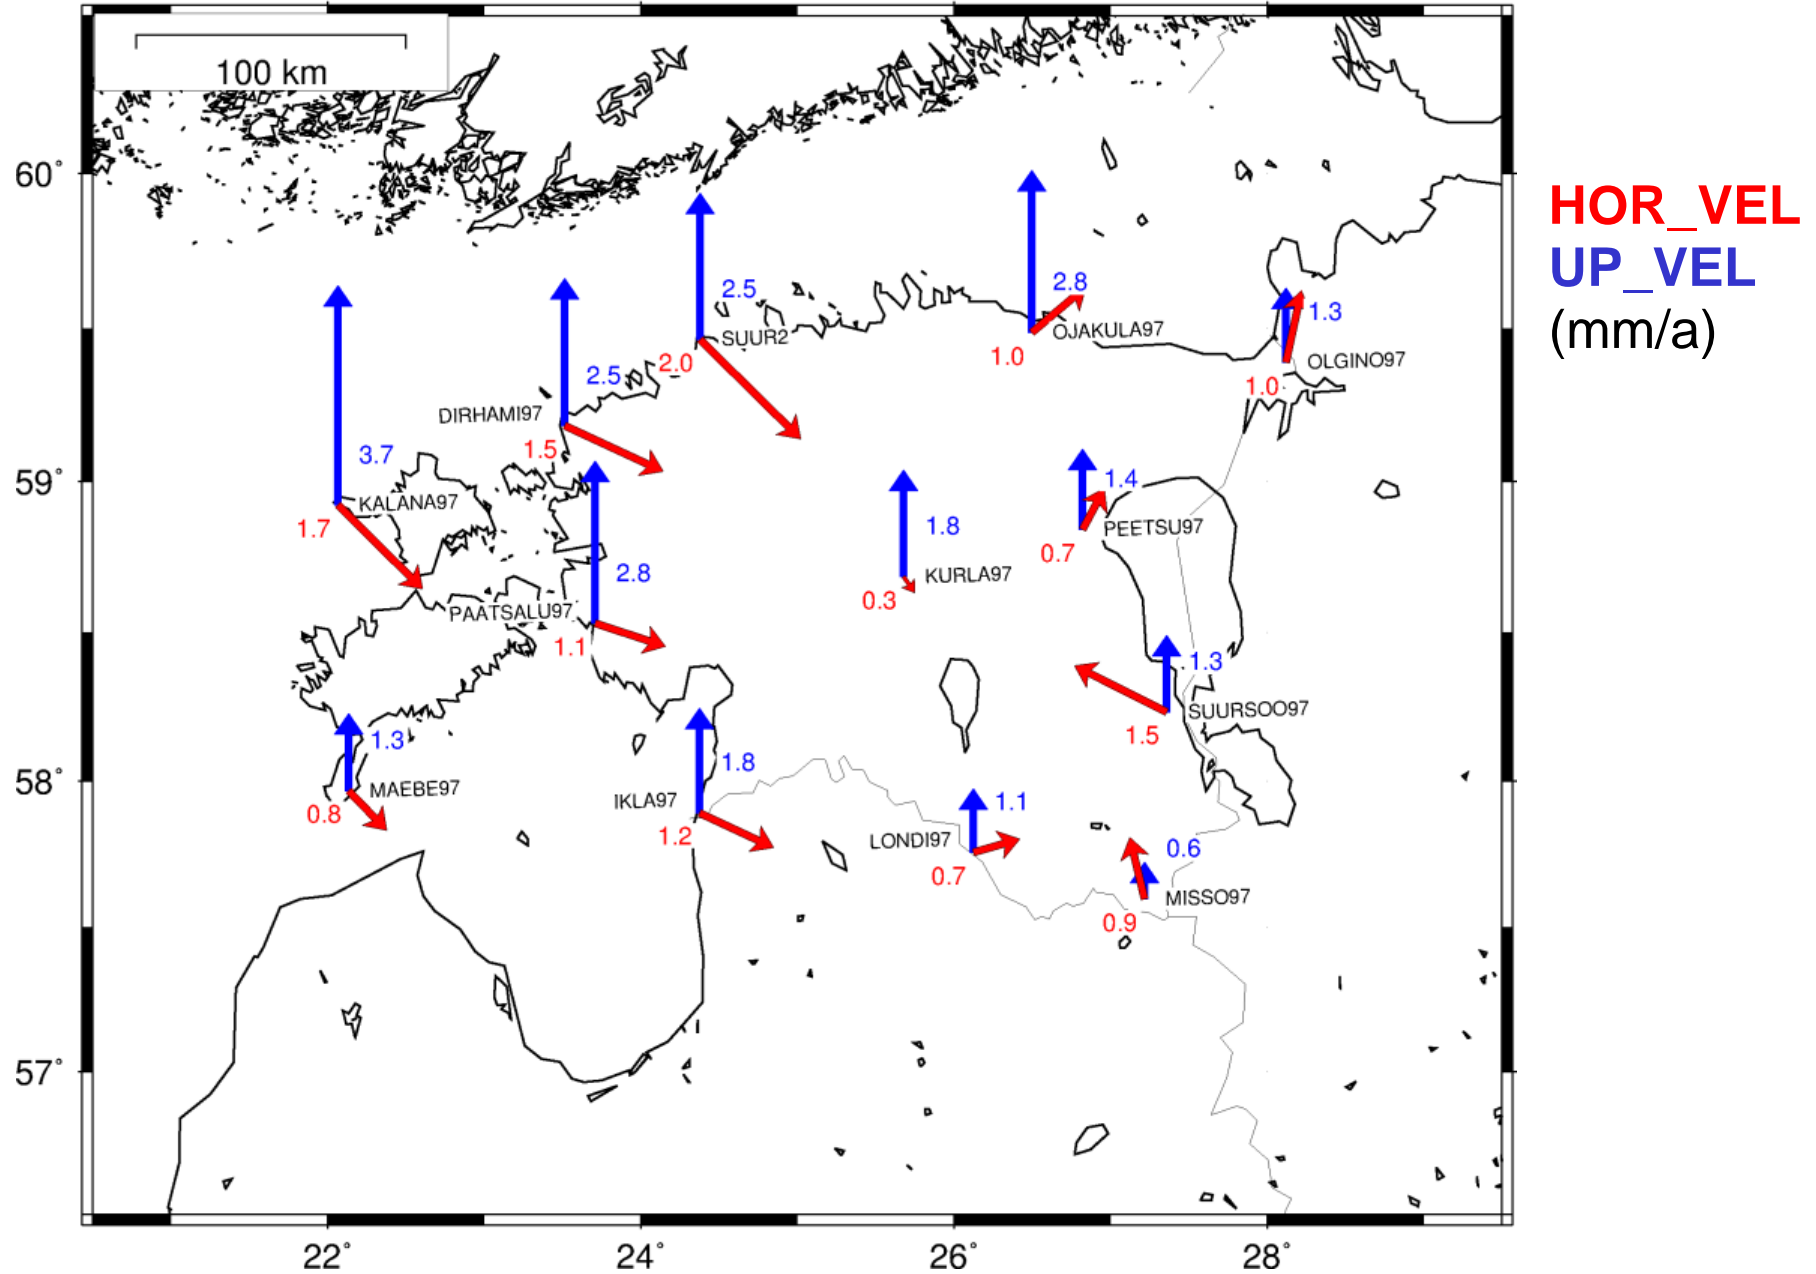 100 km
60°
59°
58°
57°
22°
24°
26°
28°
HOR_VEL
UP_VEL
(mm/a)
2.5
SUUR2
2.0
2.8
OJAKULA97
1.0
1.3
OLGINO97
1.0
2.5
DIRHAMI97
1.5
3.7
KALANA97
1.7
1.8
KURLA97
0.3
1.4
PEETSU97
0.7
2.8
PAATSALU97
1.1
1.3
SUURSOO97
1.5
1.3
MAEBE97
0.8
1.8
IKLA97
1.2
1.1
LONDI97
0.7
0.6
MISSO97
0.9